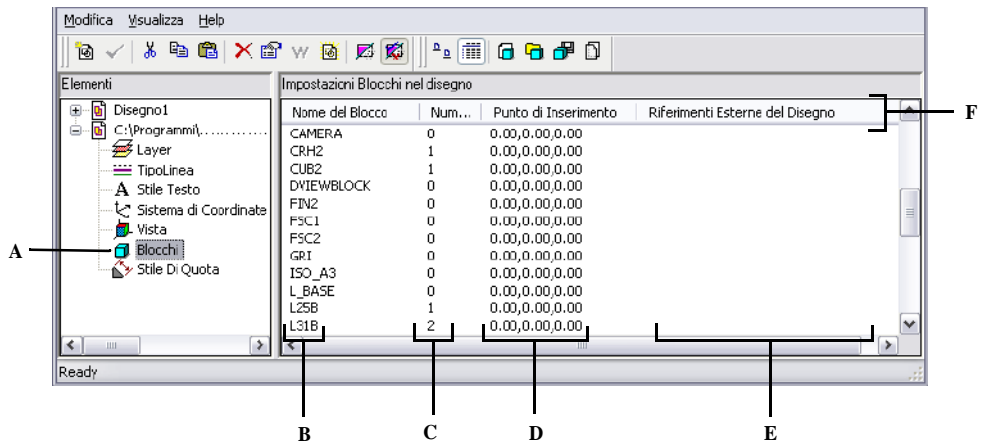 Modifica Visualizza Help
Elementi
Impostazioni Blocchi nel disegno
Disegno1
C:\Programmi\.............
Layer
TipoLinea
A Stile Testo
Sistema di Coordinate
Vista
Blocchi
Stile Di Quota
Nome del Blocco Num... Punto di Inserimento Riferimenti Esterne del Disegno
CAMERA 0 0.00,0.00,0.00
CRH2 1 0.00,0.00,0.00
CUB2 1 0.00,0.00,0.00
DVIEWBLOCK 0 0.00,0.00,0.00
FIN2 0 0.00,0.00,0.00
FSC1 0 0.00,0.00,0.00
FSC2 0 0.00,0.00,0.00
GRI 0 0.00,0.00,0.00
ISO_A3 0 0.00,0.00,0.00
L_BASE 0 0.00,0.00,0.00
L25B 1 0.00,0.00,0.00
L31B 2 0.00,0.00,0.00
Ready
A
F
B C D E